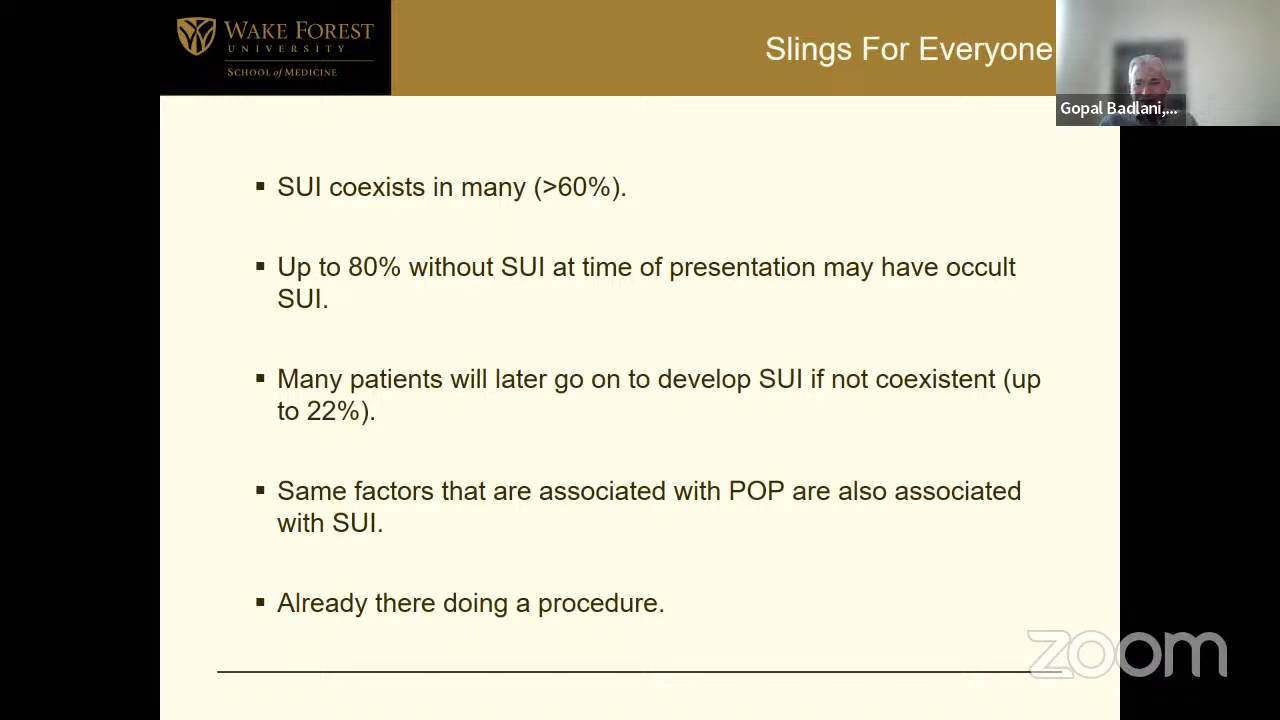 WAKE FOREST
UNIVERSITY
SCHOOL of MEDICINE
Slings For Everyone
Gopal Badlani,...
▪ SUI coexists in many (>60%).
▪ Up to 80% without SUI at time of presentation may have occult
SUI.
▪ Many patients will later go on to develop SUI if not coexistent (up
to 22%).
▪ Same factors that are associated with POP are also associated
with SUI.
▪ Already there doing a procedure.
zoom